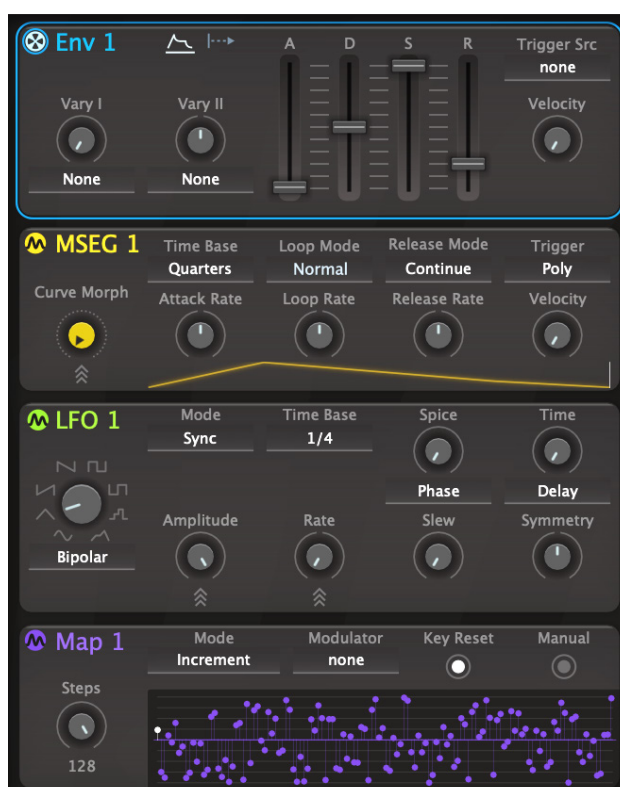 Env 1
A D S R
Trigger Src
none
Vary I
Vary II
Velocity
None
None
MSEG 1
Time Base
Loop Mode
Release Mode
Trigger
Quarters
Normal
Continue
Poly
Curve Morph
Attack Rate
Loop Rate
Release Rate
Velocity
LFO 1
Mode
Time Base
Spice
Time
Sync
1/4
Phase
Delay
Amplitude
Rate
Slew
Symmetry
Bipolar
Map 1
Mode
Modulator
Key Reset
Manual
Increment
none
Steps
128